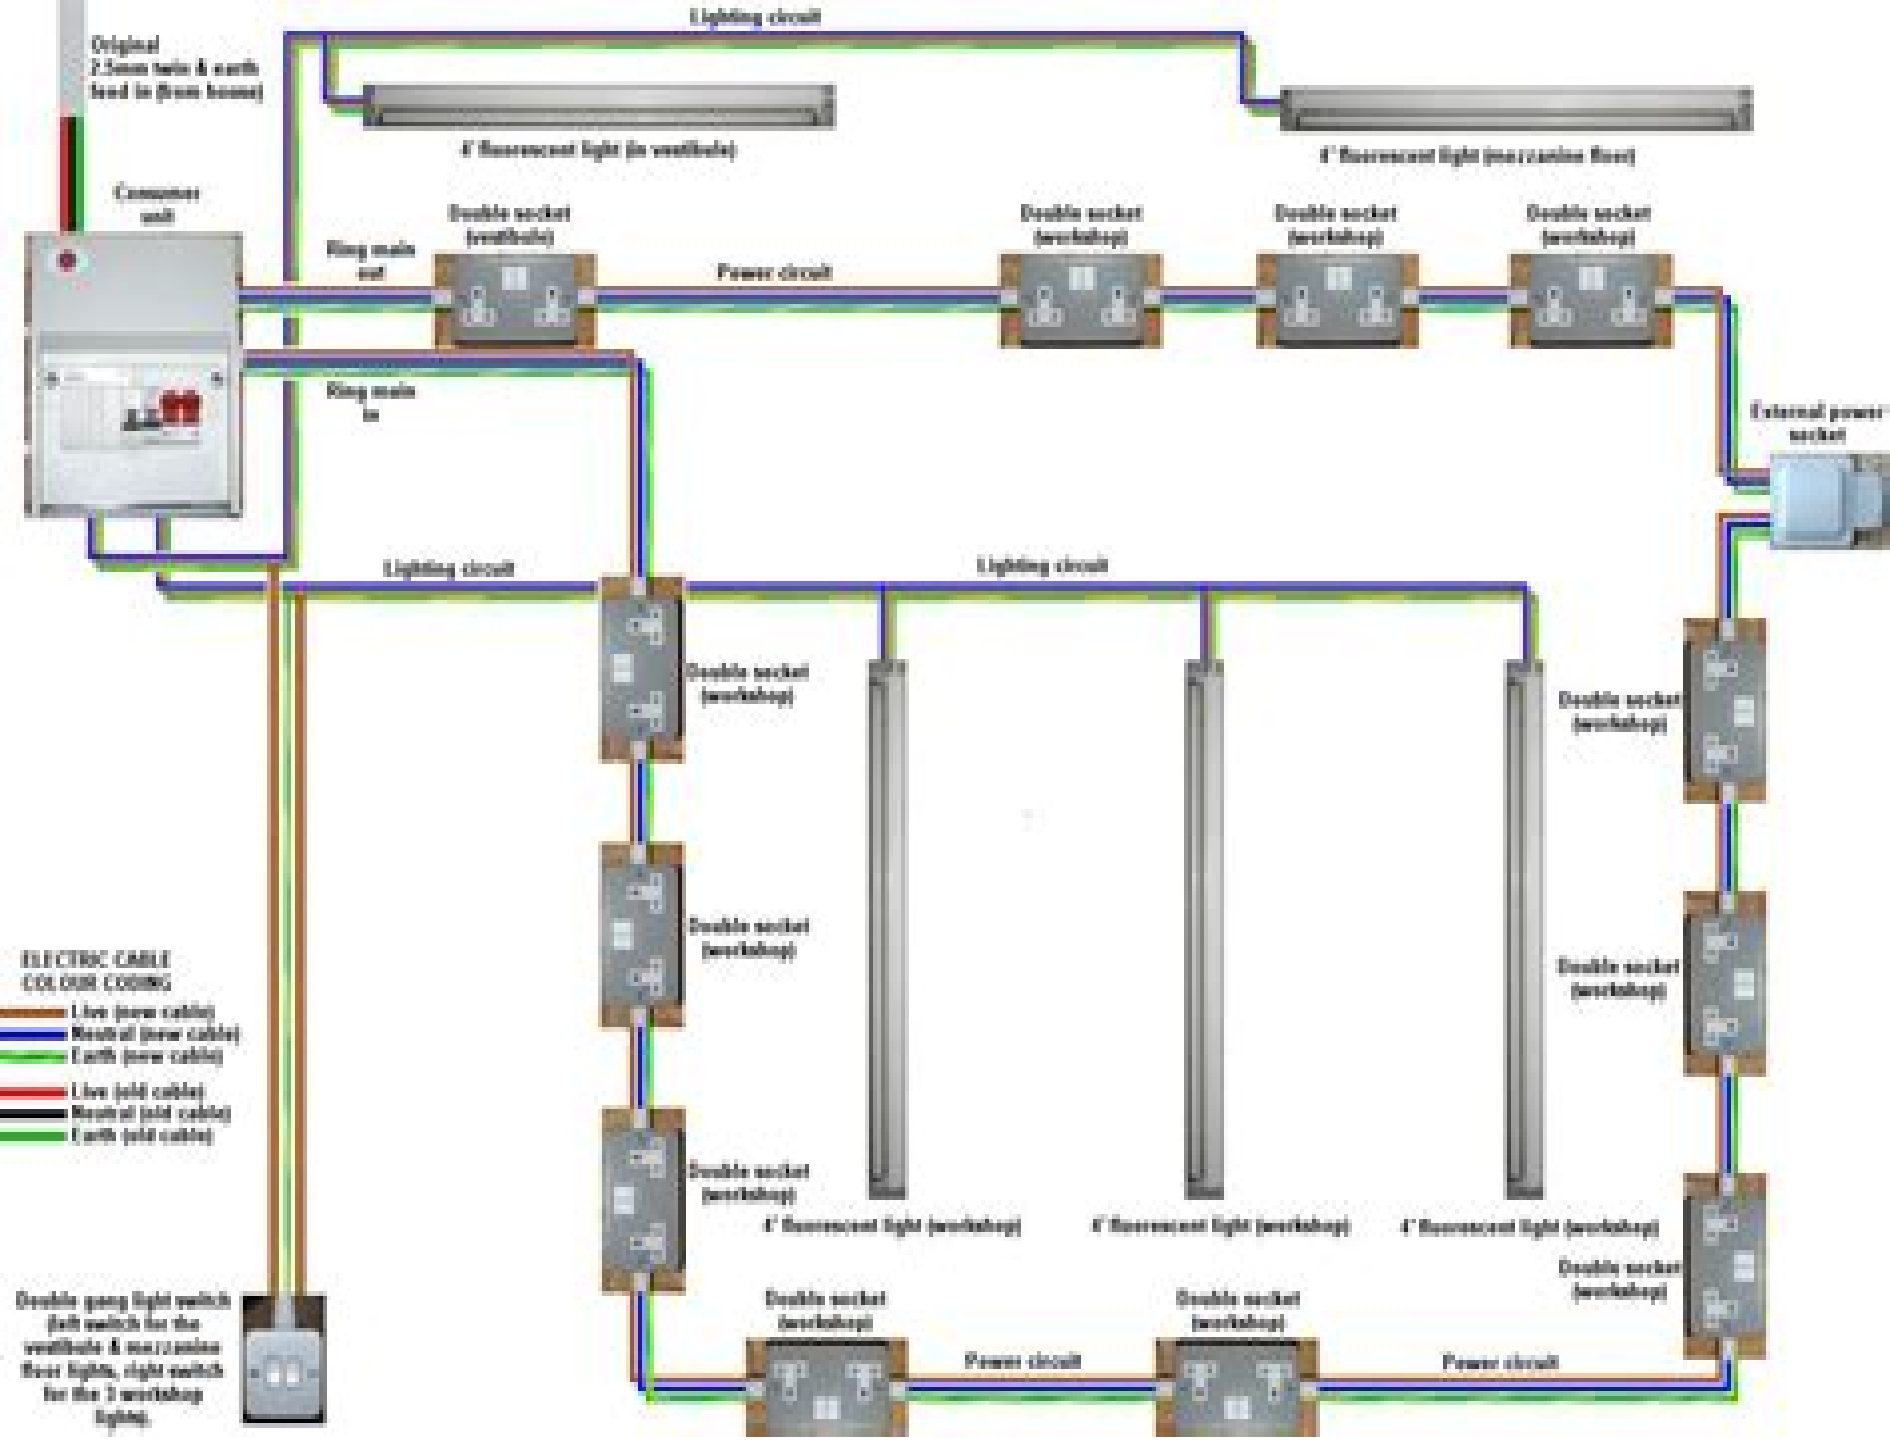 Lighting circuit
Original
2.5mm twin & earth
feed in (from house)
4' fluorescent light (in vestibule)
4' fluorescent light (mezzanine floor)
Consumer
unit
Double socket
(vestibule)
Double socket
(workshop)
Double socket
(workshop)
Double socket
(workshop)
Ring main
out
Power circuit
Ring main
in
External power
socket
Lighting circuit
Lighting circuit
Double socket
(workshop)
Double socket
(workshop)
Double socket
(workshop)
Double socket
(workshop)
ELECTRIC CABLE
COLOUR CODING
Live (new cable)
Neutral (new cable)
Earth (new cable)
Live (old cable)
Neutral (old cable)
Earth (old cable)
Double socket
(workshop)
4' fluorescent light (workshop)
4' fluorescent light (workshop)
4' fluorescent light (workshop)
Double socket
(workshop)
Double gang light switch
(left switch for the
vestibule & mezzanine
floor lights, right switch
for the 3 workshop
lights).
Double socket
(workshop)
Double socket
(workshop)
Power circuit
Power circuit